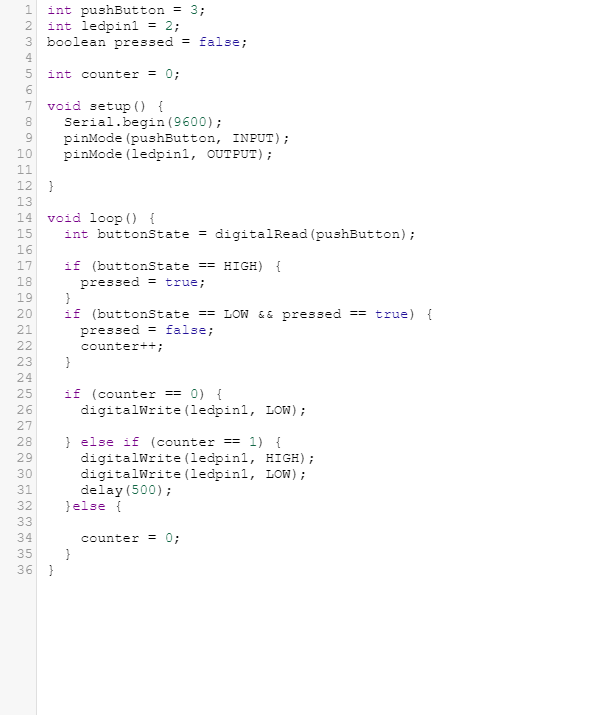 1 int pushButton = 3;
2 int ledpin1 = 2;
3 boolean pressed = false;
4
5 int counter = 0;
6
7 void setup() {
8   Serial.begin(9600);
9   pinMode(pushButton, INPUT);
10   pinMode(ledpin1, OUTPUT);
11
12 }
13
14 void loop() {
15   int buttonState = digitalRead(pushButton);
16
17   if (buttonState == HIGH) {
18     pressed = true;
19   }
20   if (buttonState == LOW && pressed == true) {
21     pressed = false;
22     counter++;
23   }
24
25   if (counter == 0) {
26     digitalWrite(ledpin1, LOW);
27
28   } else if (counter == 1) {
29     digitalWrite(ledpin1, HIGH);
30     digitalWrite(ledpin1, LOW);
31     delay(500);
32   }else {
33
34     counter = 0;
35   }
36 }